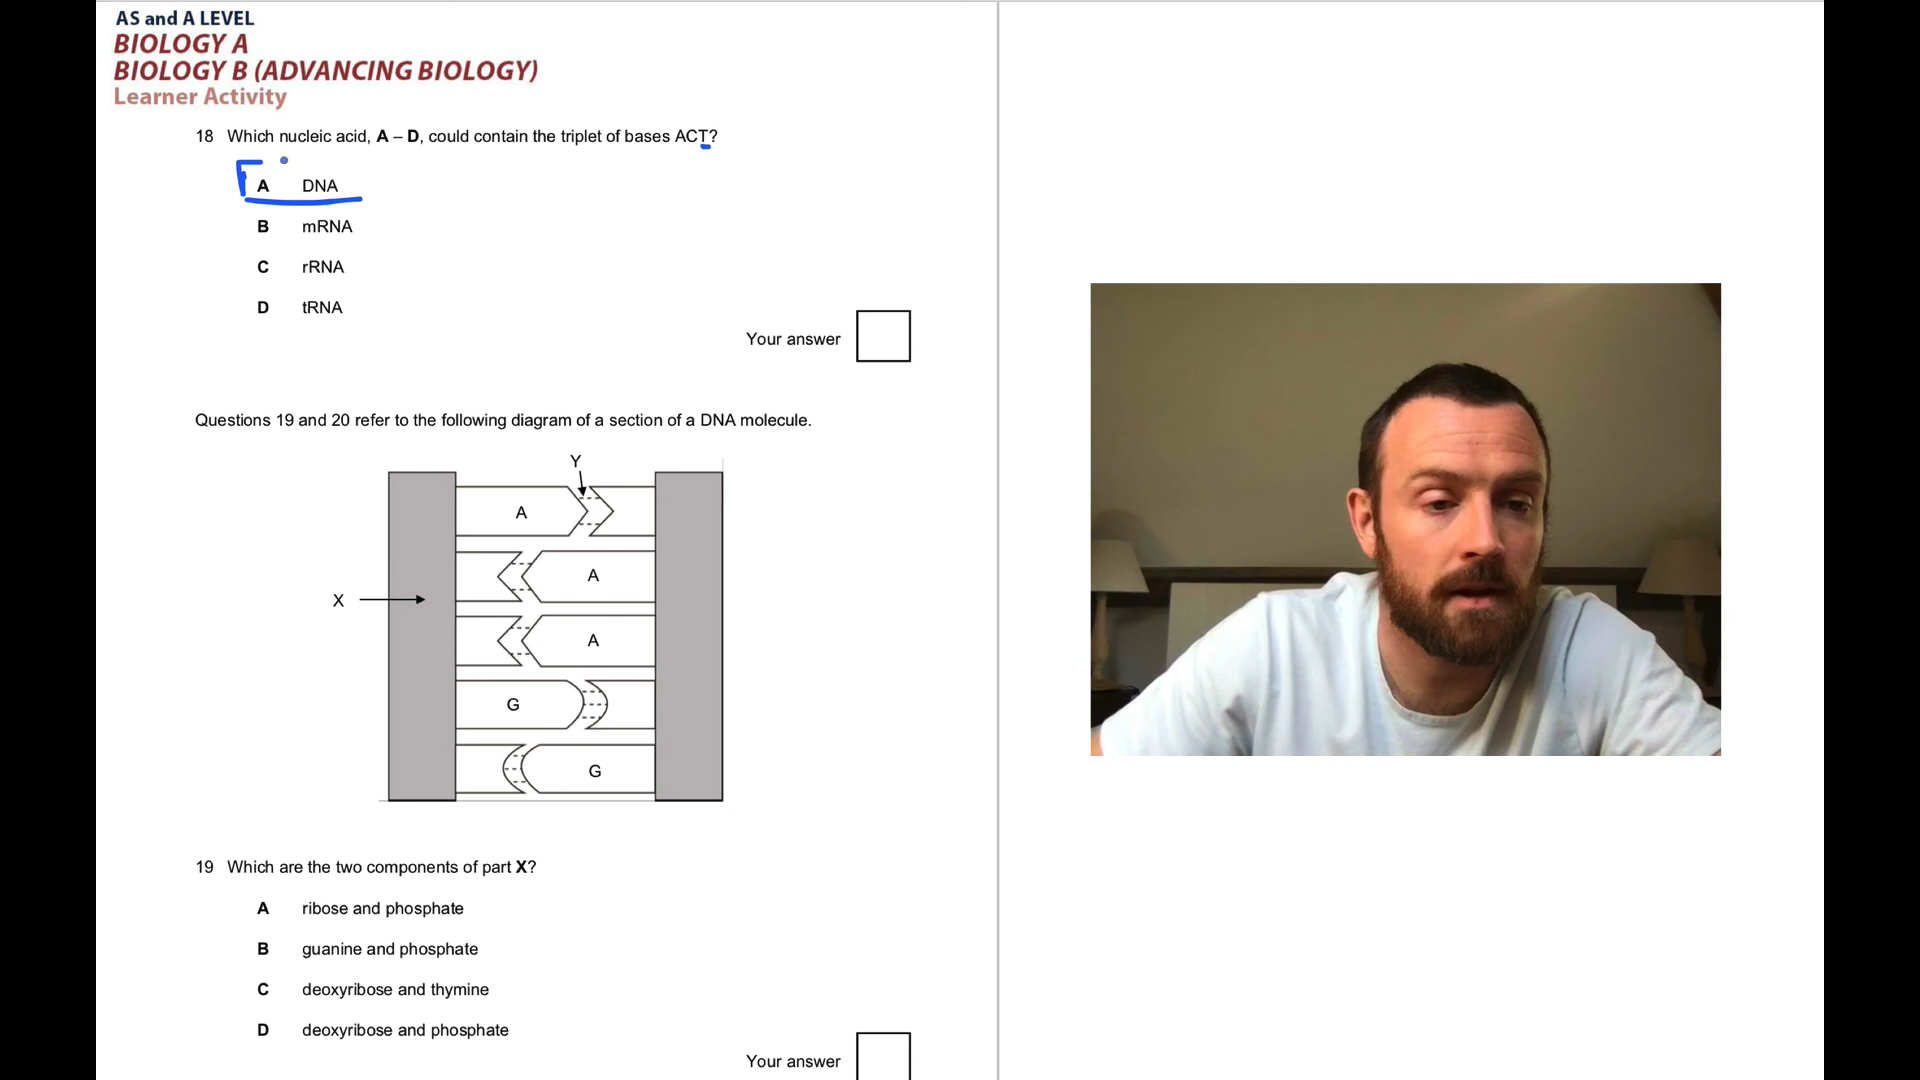 AS and A LEVEL
BIOLOGY A
BIOLOGY B (ADVANCING BIOLOGY)
Learner Activity
18 Which nucleic acid, A – D, could contain the triplet of bases ACT?
A DNA
B mRNA
C rRNA
D tRNA
Your answer
Questions 19 and 20 refer to the following diagram of a section of a DNA molecule.
Y
A
A
X
A
G
G
19 Which are the two components of part X?
A ribose and phosphate
B guanine and phosphate
C deoxyribose and thymine
D deoxyribose and phosphate
Your answer